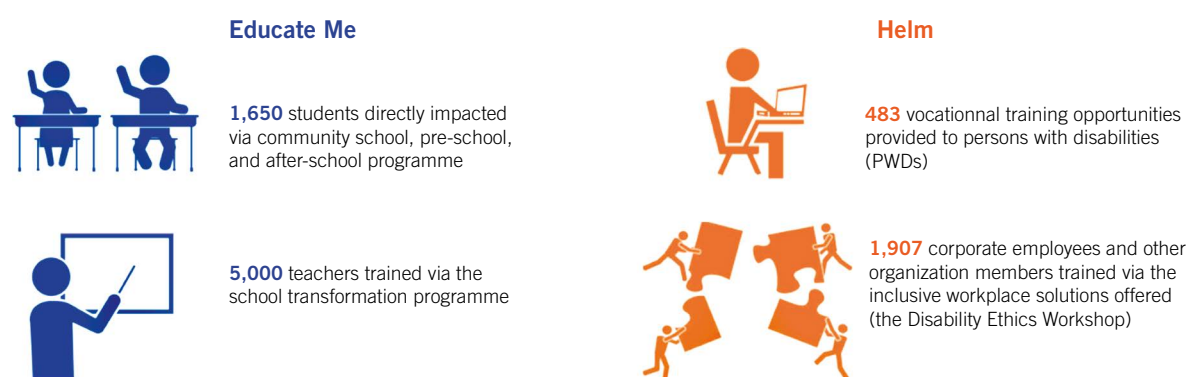 Educate Me
1,650 students directly impacted
via community school, pre-school,
and after-school programme
5,000 teachers trained via the
school transformation programme
Helm
483 vocationnal training opportunities
provided to persons with disabilities
(PWDs)
1,907 corporate employees and other
organization members trained via the
inclusive workplace solutions offered
(the Disability Ethics Workshop)